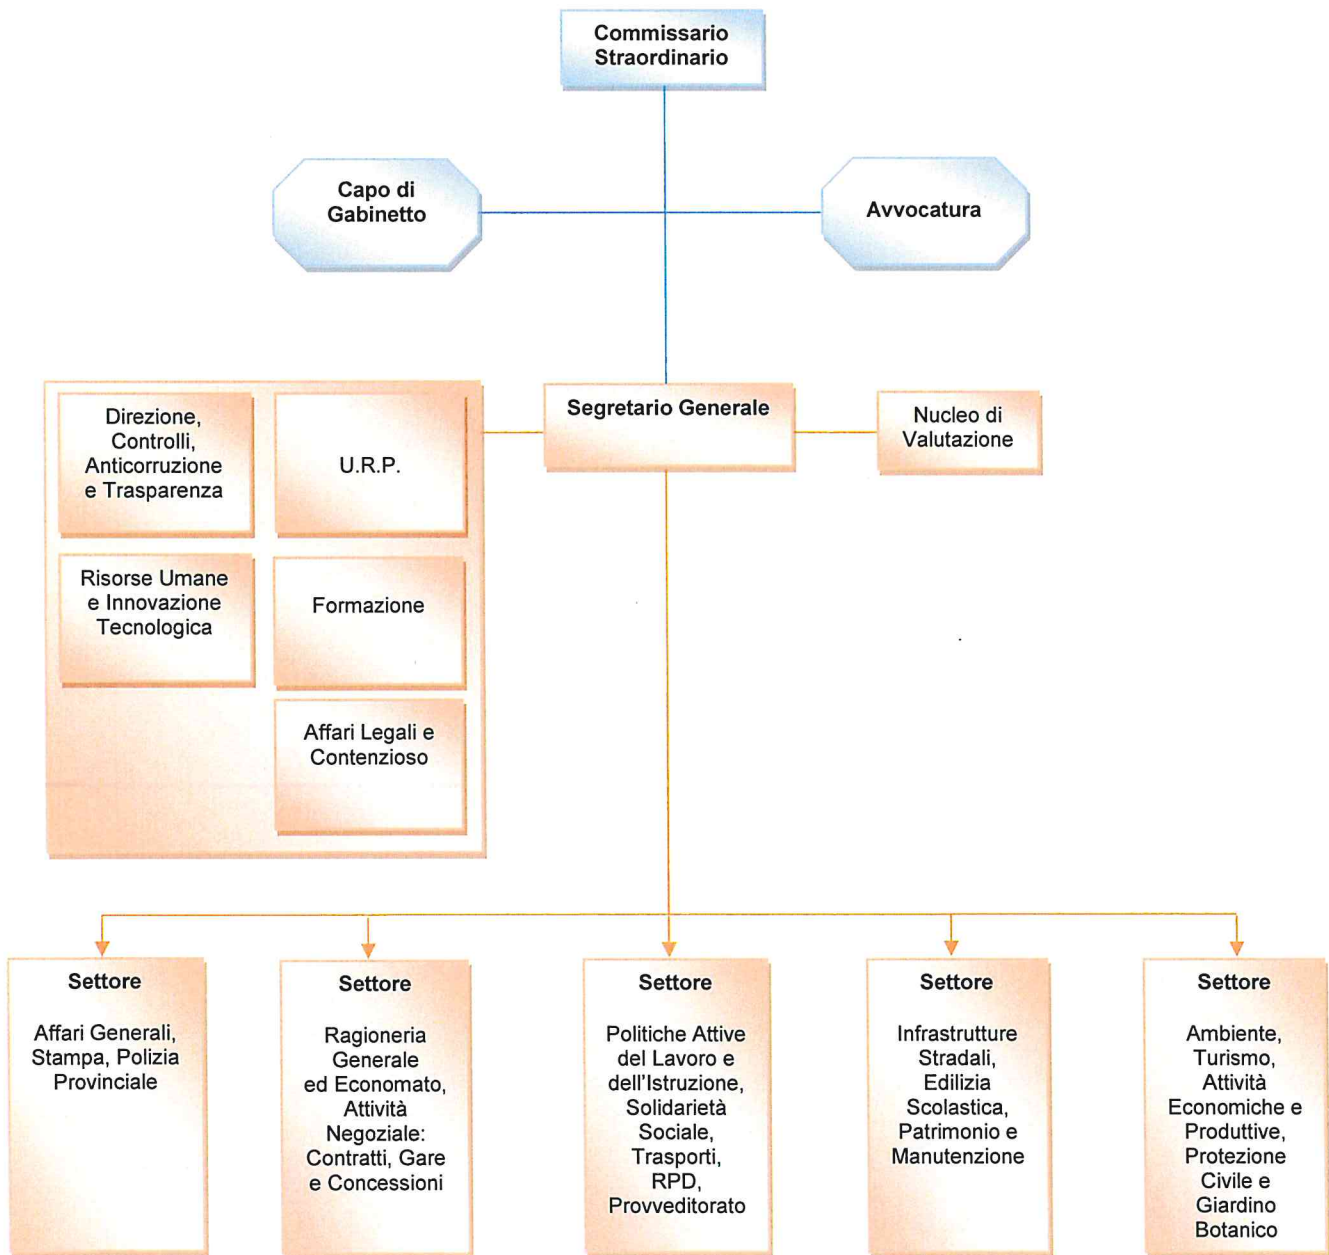 Commissario
Straordinario
Capo di
Gabinetto
Avvocatura
Segretario Generale
Nucleo di
Valutazione
Direzione,
Controlli,
Anticorruzione
e Trasparenza
U.R.P.
Risorse Umane
e Innovazione
Tecnologica
Formazione
Affari Legali e
Contenzioso
Settore
Affari Generali,
Stampa, Polizia
Provinciale
Settore
Ragioneria
Generale
ed Economato,
Attività
Negoziale:
Contratti, Gare
e Concessioni
Settore
Politiche Attive
del Lavoro e
dell'Istruzione,
Solidarietà
Sociale,
Trasporti,
RPD,
Provveditorato
Settore
Infrastrutture
Stradali,
Edilizia
Scolastica,
Patrimonio e
Manutenzione
Settore
Ambiente,
Turismo,
Attività
Economiche e
Produttive,
Protezione
Civile e
Giardino
Botanico